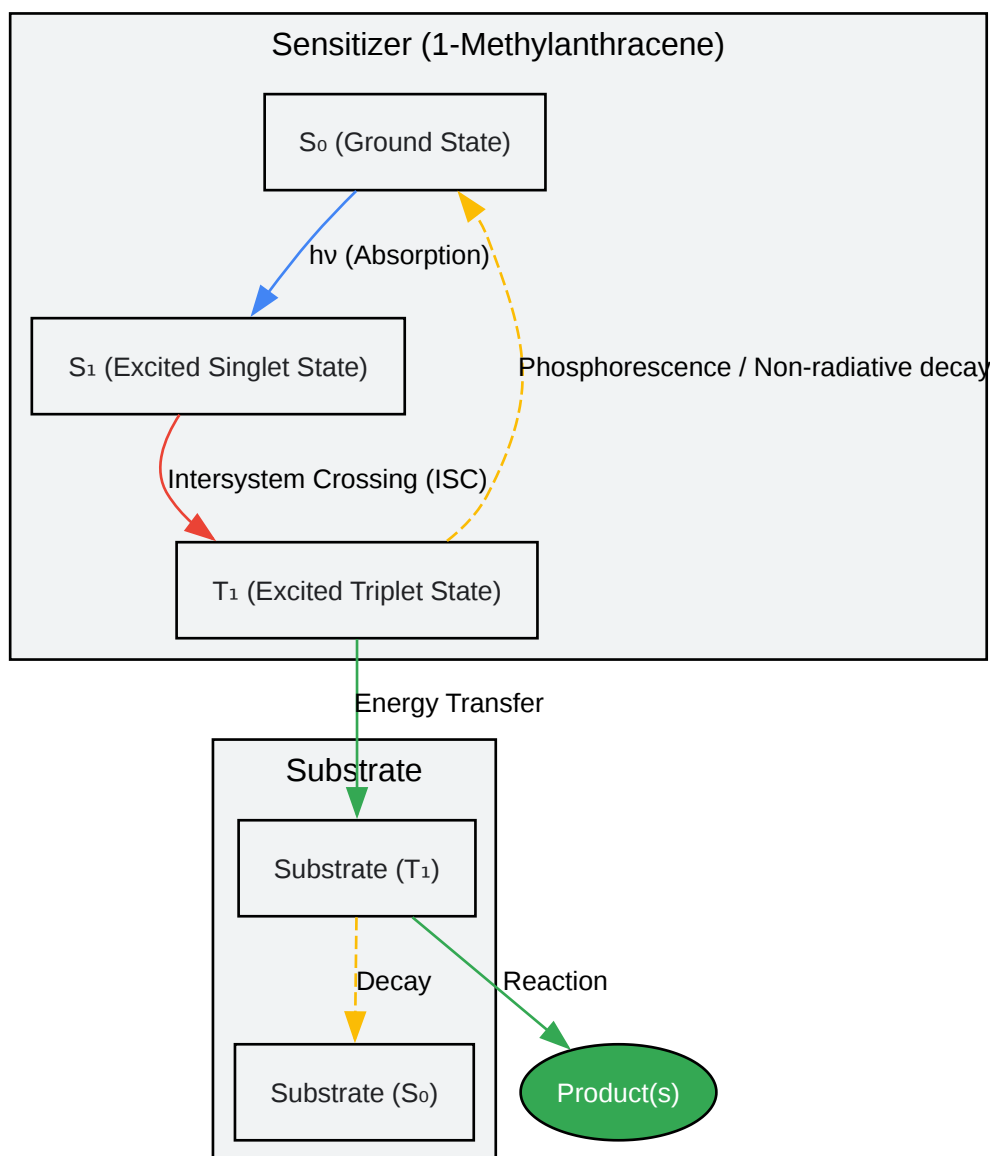 Sensitizer (1-Methylanthracene)
S₀ (Ground State)
hν (Absorption)
S₁ (Excited Singlet State)
Phosphorescence / Non-radiative decay
Intersystem Crossing (ISC)
T₁ (Excited Triplet State)
Energy Transfer
Substrate
Substrate (T₁)
Decay
Reaction
Substrate (S₀)
Product(s)